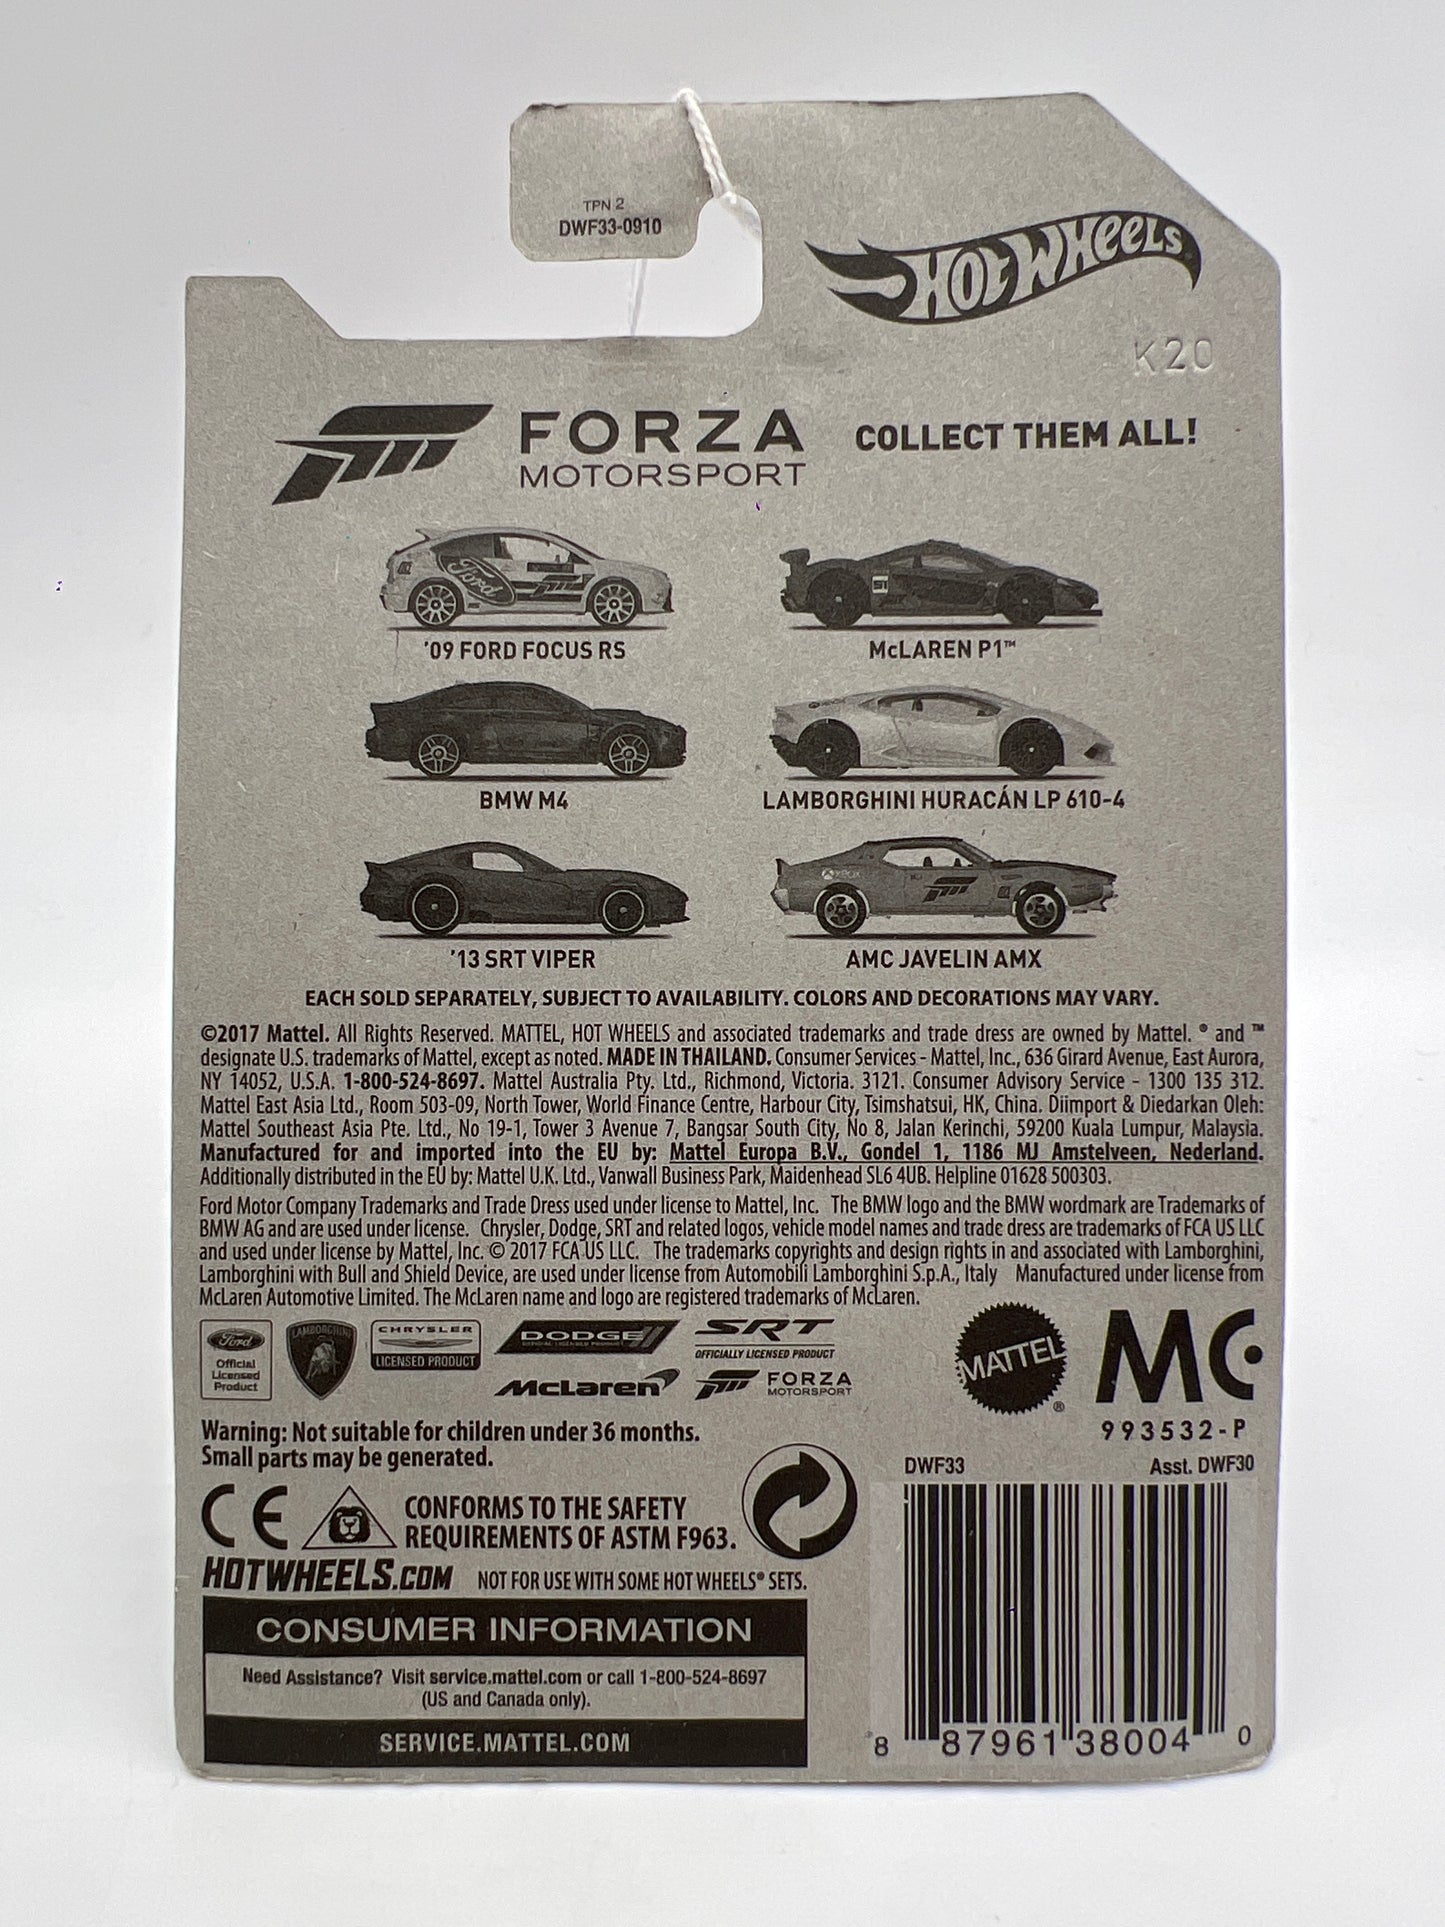 TPN 2
DWF33-0910
HOT WHEELS
K20
FORZA
MOTORSPORT
COLLECT THEM ALL!
Ford
51
'09 FORD FOCUS RS
McLAREN P1™
BMW M4
LAMBORGHINI HURACÁN LP 610-4
XBOX
'13 SRT VIPER
AMC JAVELIN AMX
EACH SOLD SEPARATELY, SUBJECT TO AVAILABILITY. COLORS AND DECORATIONS MAY VARY.
©2017 Mattel. All Rights Reserved. MATTEL, HOT WHEELS and associated trademarks and trade dress are owned by Mattel. ® and ™
designate U.S. trademarks of Mattel, except as noted. MADE IN THAILAND. Consumer Services - Mattel, Inc., 636 Girard Avenue, East Aurora,
NY 14052, U.S.A. 1-800-524-8697. Mattel Australia Pty. Ltd., Richmond, Victoria. 3121. Consumer Advisory Service - 1300 135 312.
Mattel East Asia Ltd., Room 503-09, North Tower, World Finance Centre, Harbour City, Tsimshatsui, HK, China. Diimport & Diedarkan Oleh:
Mattel Southeast Asia Pte. Ltd., No 19-1, Tower 3 Avenue 7, Bangsar South City, No 8, Jalan Kerinchi, 59200 Kuala Lumpur, Malaysia.
Manufactured for and imported into the EU by: Mattel Europa B.V., Gondel 1, 1186 MJ Amstelveen, Nederland.
Additionally distributed in the EU by: Mattel U.K. Ltd., Vanwall Business Park, Maidenhead SL6 4UB. Helpline 01628 500303.
Ford Motor Company Trademarks and Trade Dress used under license to Mattel, Inc. The BMW logo and the BMW wordmark are Trademarks of
BMW AG and are used under license. Chrysler, Dodge, SRT and related logos, vehicle model names and trade dress are trademarks of FCA US LLC
and used under license by Mattel, Inc. © 2017 FCA US LLC. The trademarks copyrights and design rights in and associated with Lamborghini,
Lamborghini with Bull and Shield Device, are used under license from Automobili Lamborghini S.p.A., Italy Manufactured under license from
McLaren Automotive Limited. The McLaren name and logo are registered trademarks of McLaren.
Ford
Official
Licensed
Product
LAMBORGHINI
CHRYSLER
LICENSED PRODUCT
DODGE
OFFICIAL LICENSED PRODUCT
SRT
OFFICIALLY LICENSED PRODUCT
McLaren
FORZA
MOTORSPORT
MATTEL
®
MC
993532-P
Warning: Not suitable for children under 36 months.
Small parts may be generated.
CE
CONFORMS TO THE SAFETY
REQUIREMENTS OF ASTM F963.
HOTWHEELS.COM NOT FOR USE WITH SOME HOT WHEELS® SETS.
CONSUMER INFORMATION
Need Assistance? Visit service.mattel.com or call 1-800-524-8697
(US and Canada only).
SERVICE.MATTEL.COM
DWF33 Asst. DWF30
8 87961 38004 0